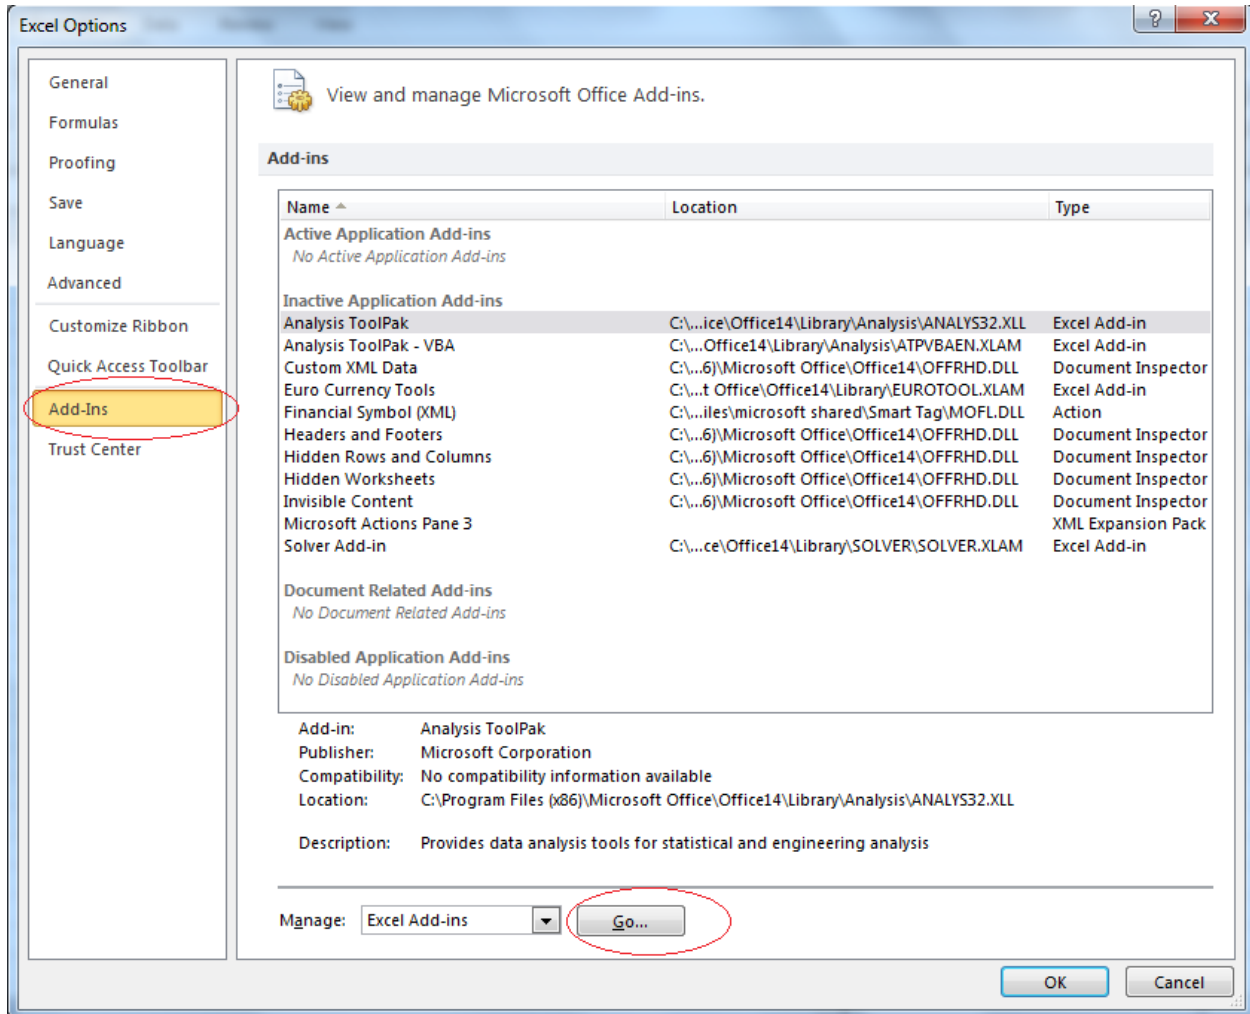 Excel Options
General
Formulas
Proofing
Save
Language
Advanced
Customize Ribbon
Quick Access Toolbar
Add-Ins
Trust Center
View and manage Microsoft Office Add-ins.
Add-ins
Name Location Type
Active Application Add-ins
No Active Application Add-ins
Inactive Application Add-ins
Analysis ToolPak C:\...ice\Office14\Library\Analysis\ANALYS32.XLL Excel Add-in
Analysis ToolPak - VBA C:\...Office14\Library\Analysis\ATPVBAEN.XLAM Excel Add-in
Custom XML Data C:\...6)\Microsoft Office\Office14\OFFRHD.DLL Document Inspector
Euro Currency Tools C:\...t Office\Office14\Library\EUROTOOL.XLAM Excel Add-in
Financial Symbol (XML) C:\...iles\microsoft shared\Smart Tag\MOFL.DLL Action
Headers and Footers C:\...6)\Microsoft Office\Office14\OFFRHD.DLL Document Inspector
Hidden Rows and Columns C:\...6)\Microsoft Office\Office14\OFFRHD.DLL Document Inspector
Hidden Worksheets C:\...6)\Microsoft Office\Office14\OFFRHD.DLL Document Inspector
Invisible Content C:\...6)\Microsoft Office\Office14\OFFRHD.DLL Document Inspector
Microsoft Actions Pane 3 XML Expansion Pack
Solver Add-in C:\...ce\Office14\Library\SOLVER\SOLVER.XLAM Excel Add-in
Document Related Add-ins
No Document Related Add-ins
Disabled Application Add-ins
No Disabled Application Add-ins
Add-in: Analysis ToolPak
Publisher: Microsoft Corporation
Compatibility: No compatibility information available
Location: C:\Program Files (x86)\Microsoft Office\Office14\Library\Analysis\ANALYS32.XLL
Description: Provides data analysis tools for statistical and engineering analysis
Manage: Excel Add-ins Go...
OK Cancel